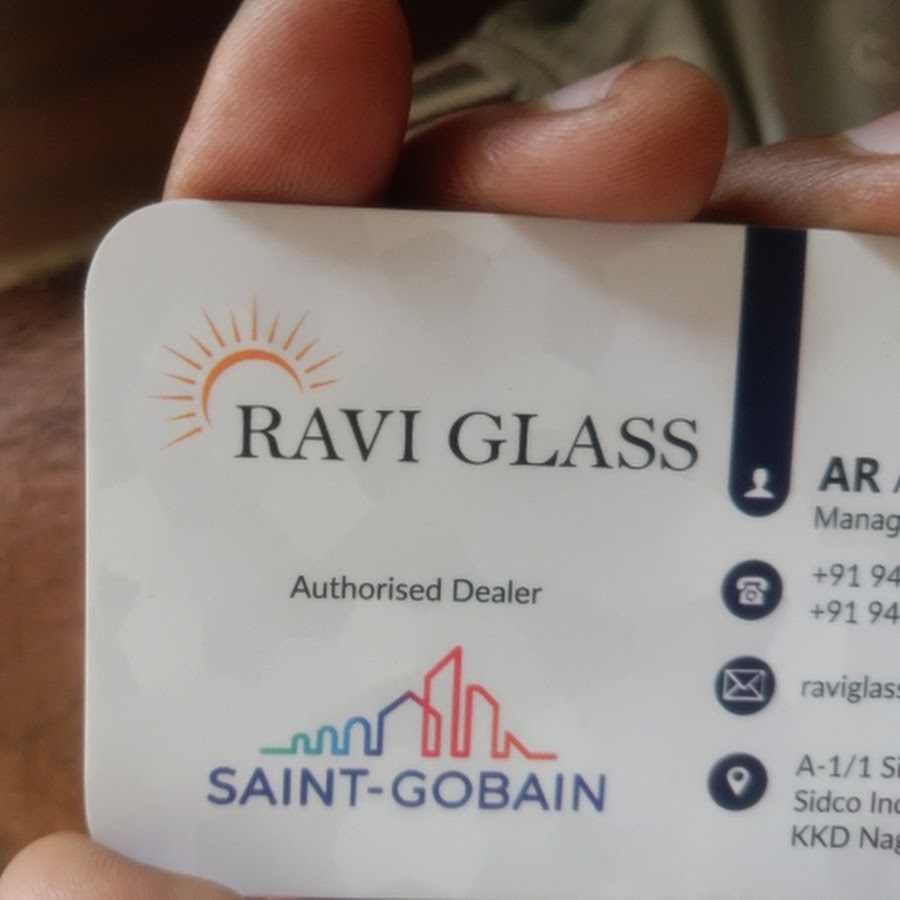 RAVI GLASS
Authorised Dealer
SAINT-GOBAIN
AR
Manag
+91 94
+91 94
raviglass
A-1/1 Si
Sidco Ind
KKD Nag